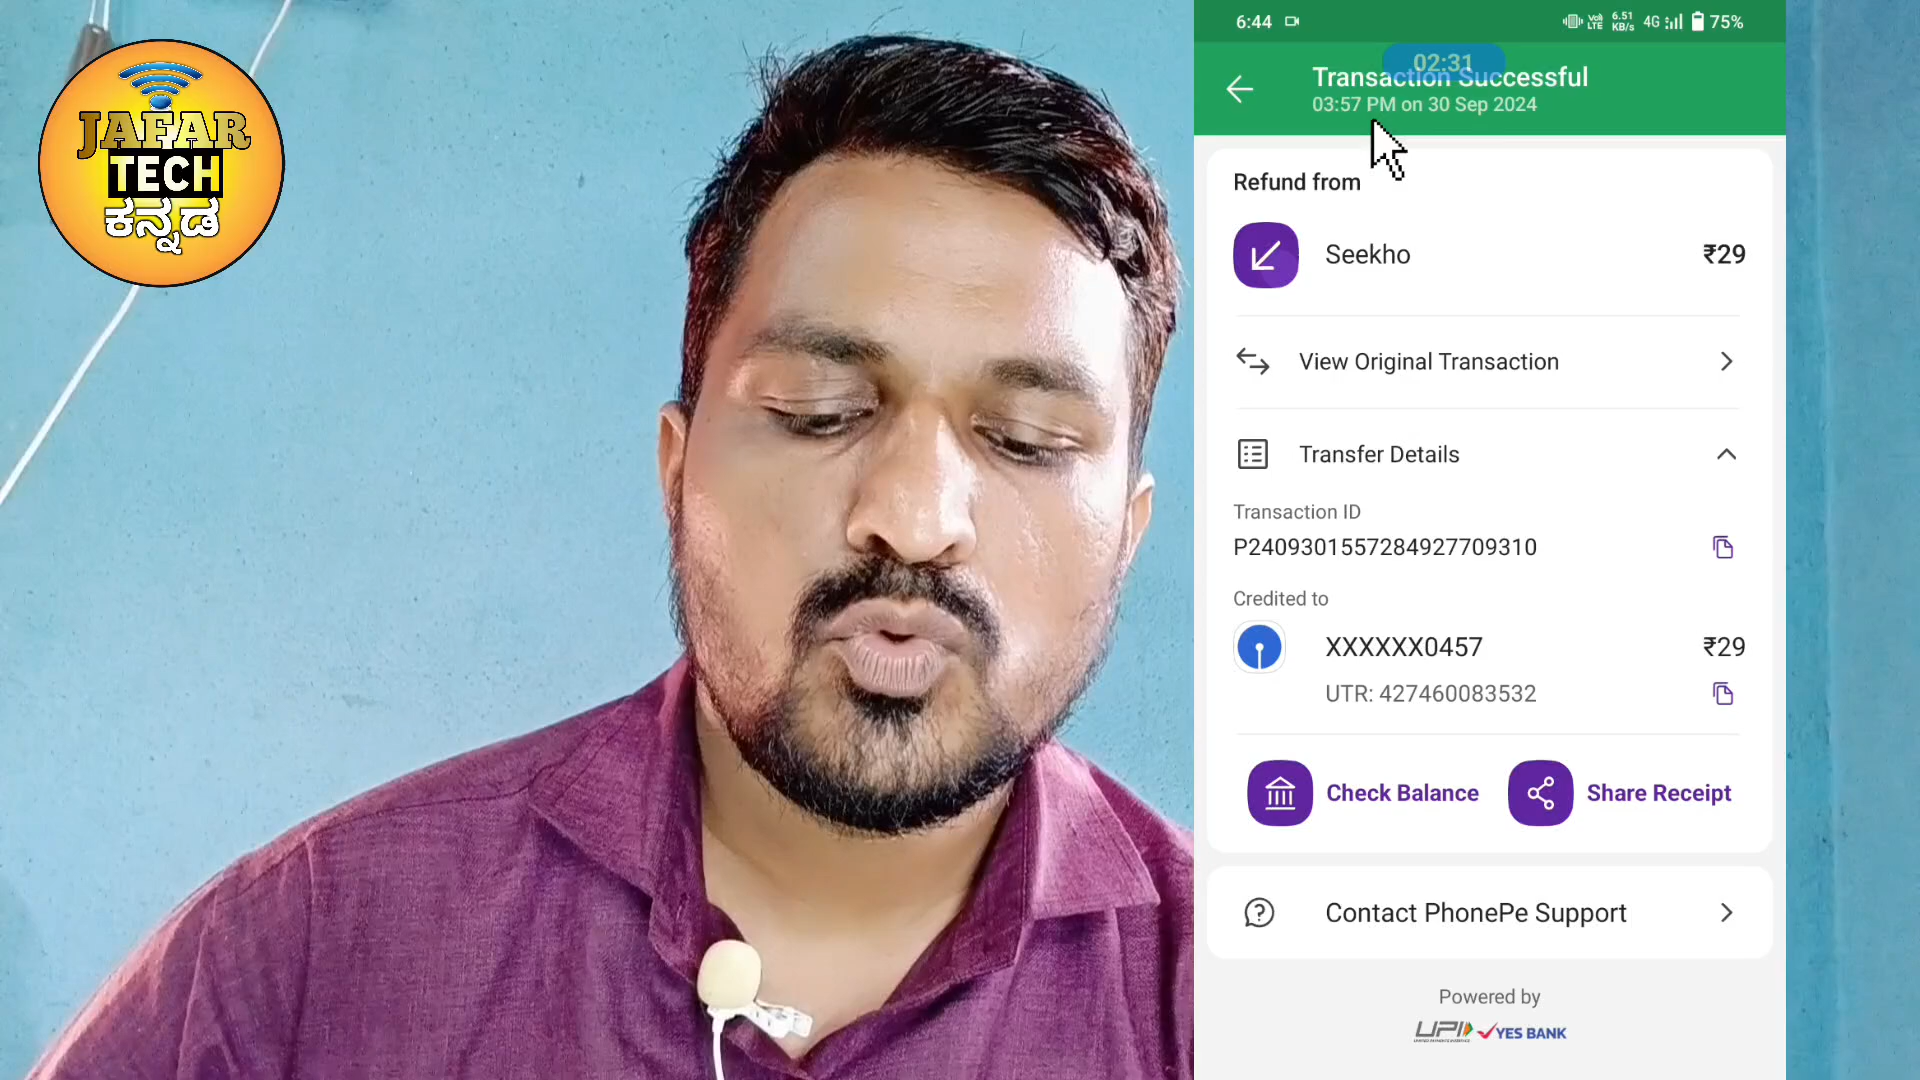 JAFAR
TECH
ಕನ್ನಡ
6:44
Vo
LTE
6.51
KB/s
4G
75%
02:31
Transaction Successful
03:57 PM on 30 Sep 2024
Refund from
Seekho
₹29
View Original Transaction
Transfer Details
Transaction ID
P2409301557284927709310
Credited to
XXXXXX0457
₹29
UTR: 427460083532
Check Balance
Share Receipt
Contact PhonePe Support
Powered by
UPI
YES BANK